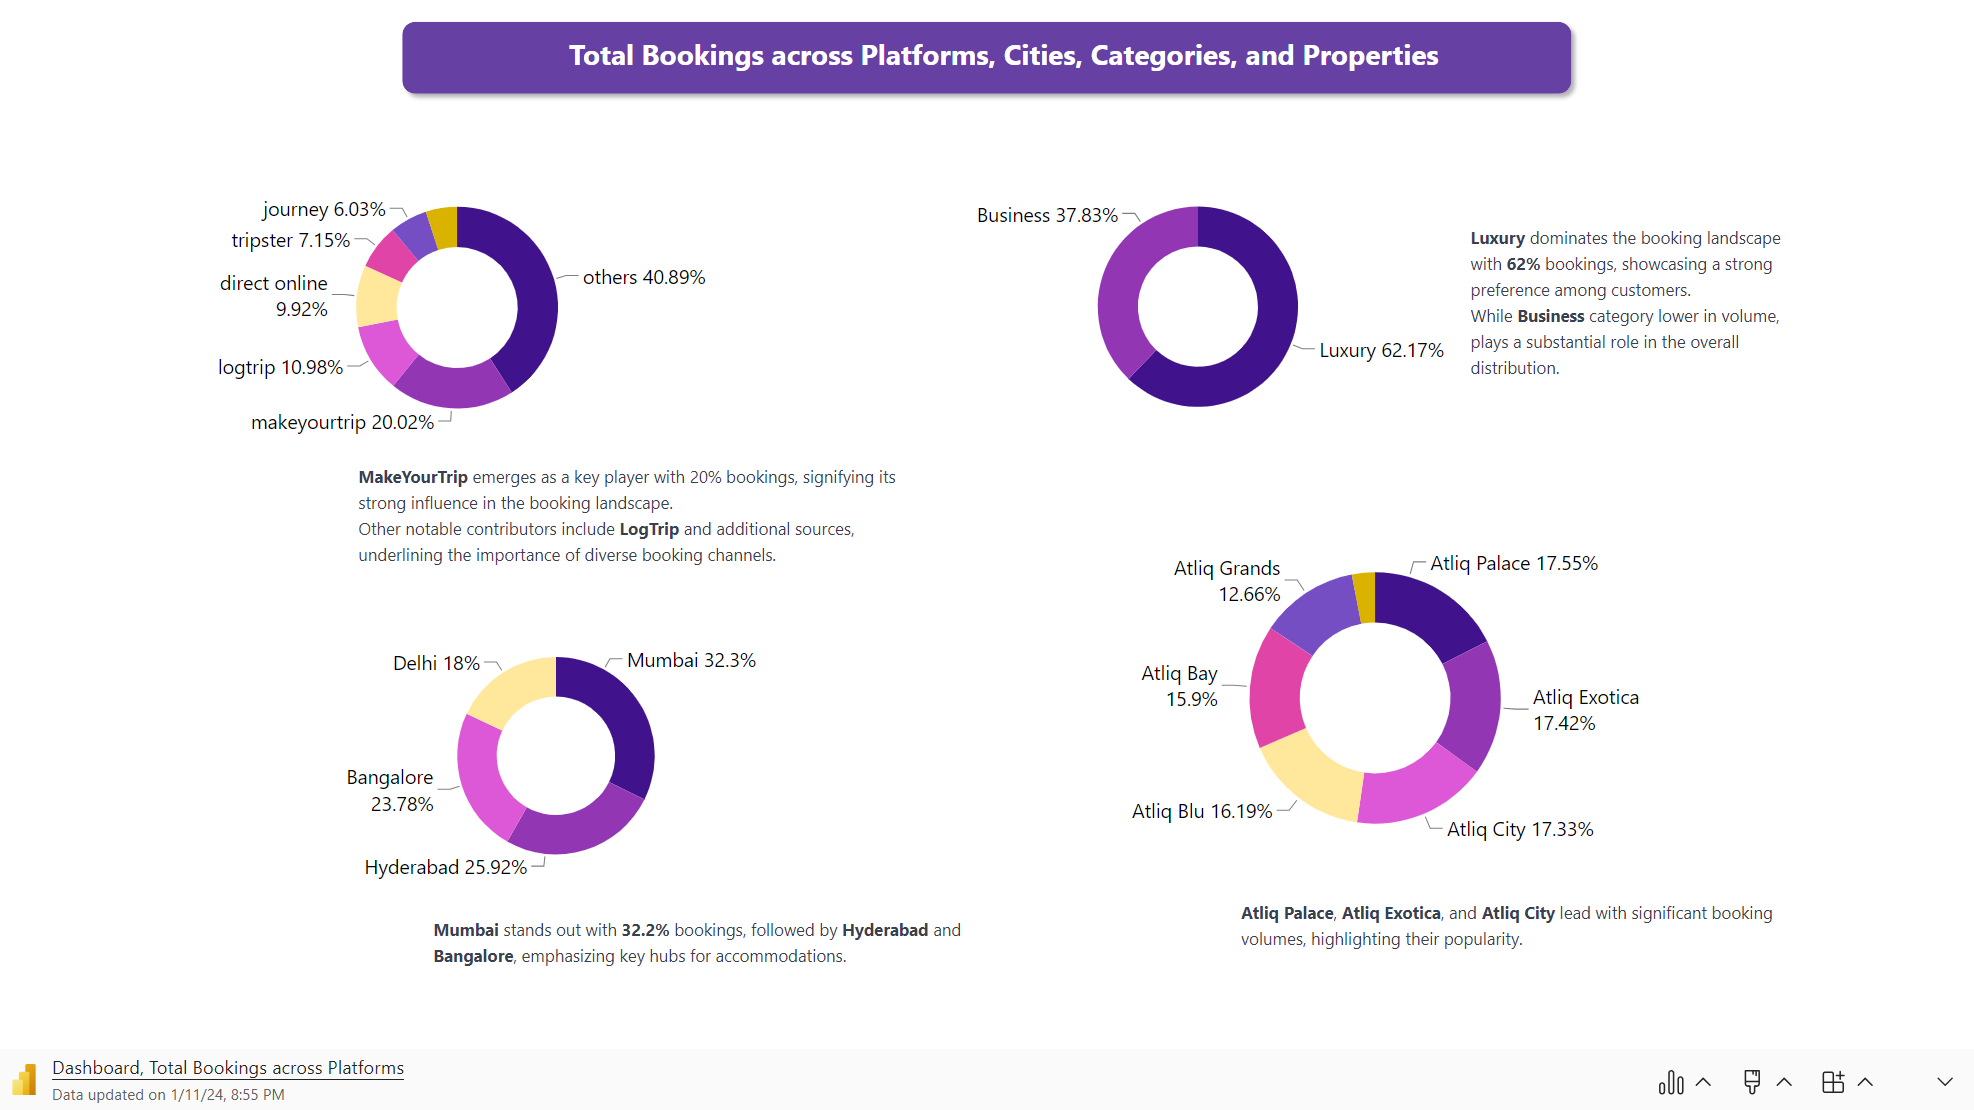 Total Bookings across Platforms, Cities, Categories, and Properties
journey 6.03%
tripster 7.15%
direct online
9.92%
logtrip 10.98%
makeyourtrip 20.02%
others 40.89%
MakeYourTrip emerges as a key player with 20% bookings, signifying its
strong influence in the booking landscape.
Other notable contributors include LogTrip and additional sources,
underlining the importance of diverse booking channels.
Business 37.83%
Luxury 62.17%
Luxury dominates the booking landscape
with 62% bookings, showcasing a strong
preference among customers.
While Business category lower in volume,
plays a substantial role in the overall
distribution.
Delhi 18%
Mumbai 32.3%
Bangalore
23.78%
Hyderabad 25.92%
Mumbai stands out with 32.2% bookings, followed by Hyderabad and
Bangalore, emphasizing key hubs for accommodations.
Atliq Grands
12.66%
Atliq Palace 17.55%
Atliq Bay
15.9%
Atliq Exotica
17.42%
Atliq Blu 16.19%
Atliq City 17.33%
Atliq Palace, Atliq Exotica, and Atliq City lead with significant booking
volumes, highlighting their popularity.
Dashboard, Total Bookings across Platforms
Data updated on 1/11/24, 8:55 PM